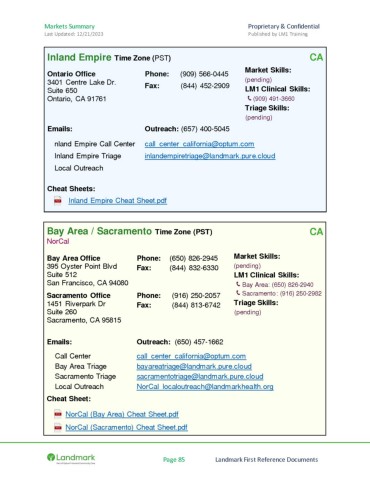 Markets Summary
Proprietary & Confidential
Last Updated: 12/21/2023
Published by LM1 Training
Inland Empire Time Zone (PST)
CA
Ontario Office
3401 Centre Lake Dr.
Suite 650
Ontario, CA 91761
Phone: (909) 566-0445
Fax: (844) 452-2909
Market Skills:
(pending)
LM1 Clinical Skills:
(909) 491-3660
Triage Skills:
(pending)
Emails:
Outreach: (657) 400-5045
nland Empire Call Center call_center_california@optum.com
Inland Empire Triage inlandempiretriage@landmark.pure.cloud
Local Outreach
Cheat Sheets:
Inland Empire Cheat Sheet.pdf
Bay Area / Sacramento Time Zone (PST)
CA
NorCal
Bay Area Office
395 Oyster Point Blvd
Suite 512
San Francisco, CA 94080
Phone: (650) 826-2945
Fax: (844) 832-6330
Sacramento Office
1451 Riverpark Dr
Suite 260
Sacramento, CA 95815
Phone: (916) 250-2057
Fax: (844) 813-6742
Market Skills:
(pending)
LM1 Clinical Skills:
Bay Area: (650) 826-2940
Sacramento: (916) 250-2962
Triage Skills:
(pending)
Emails:
Outreach: (650) 457-1662
Call Center call_center_california@optum.com
Bay Area Triage bayareatriage@landmark.pure.cloud
Sacramento Triage sacramentotriage@landmark.pure.cloud
Local Outreach NorCal_localoutreach@landmarkhealth.org
Cheat Sheet:
NorCal (Bay Area) Cheat Sheet.pdf
NorCal (Sacramento) Cheat Sheet.pdf
Landmark
Page 85
Landmark First Reference Documents